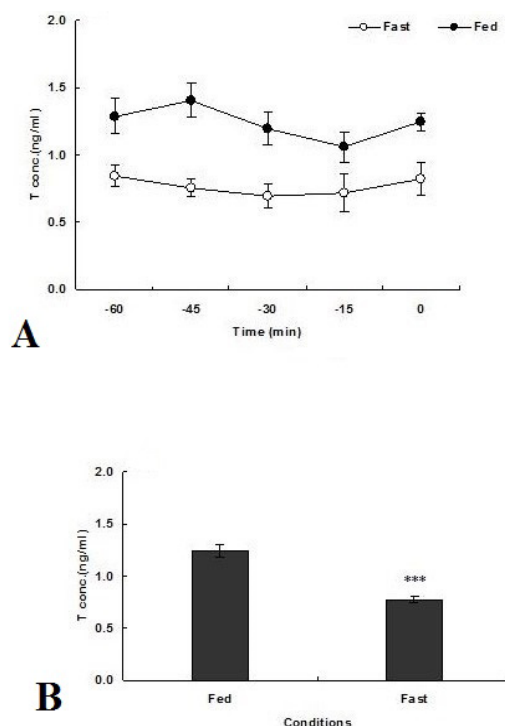 Fast Fed
2.0
1.5
1.0
0.5
0.0
T conc.(ng/ml)
-60 -45 -30 -15 0
Time (min)
A
2.0
1.5
1.0
0.5
0.0
T conc.(ng/ml)
***
Fed Fast
Conditions
B